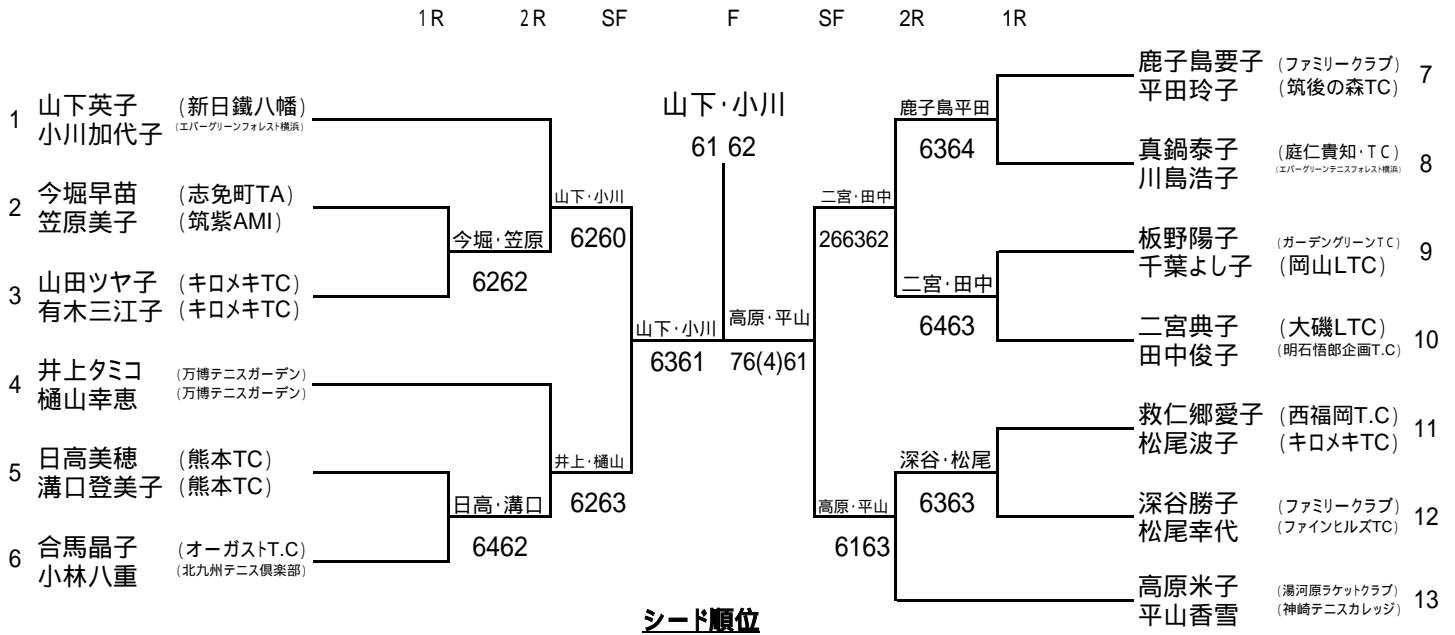 1R 2R SF F SF 2R 1R
1 山下英子 (新日鐵八幡)
小川加代子 (エバーグリーンフォレスト横浜)
2 今堀早苗 (志免町TA)
笠原美子 (筑紫AMI)
3 山田ツヤ子 (キロメキTC)
有木三江子 (キロメキTC)
4 井上タミコ (万博テニスガーデン)
樋山幸恵 (万博テニスガーデン)
5 日高美穂 (熊本TC)
溝口登美子 (熊本TC)
6 合馬晶子 (オーガストT.C)
小林八重 (北九州テニス倶楽部)
今堀・笠原
6262
日高・溝口
6462
山下・小川
6260
井上・樋山
6263
山下・小川
6361
山下・小川
61 62
高原・平山
76(4)61
二宮・田中
266362
高原・平山
6163
鹿子島平田
6364
二宮・田中
6463
深谷・松尾
6363
鹿子島要子 (ファミリークラブ) 7
平田玲子 (筑後の森TC)
真鍋泰子 (庭仁貴知・TC) 8
川島浩子 (エバーグリーンテニスフォレスト横浜)
板野陽子 (ガーデングリーンTC) 9
千葉よし子 (岡山LTC)
二宮典子 (大磯LTC) 10
田中俊子 (明石悟郎企画T.C)
救仁郷愛子 (西福岡T.C) 11
松尾波子 (キロメキTC)
深谷勝子 (ファミリークラブ) 12
松尾幸代 (ファインヒルズTC)
高原米子 (湯河原ラケットクラブ) 13
平山香雪 (神崎テニスカレッジ)
シード順位